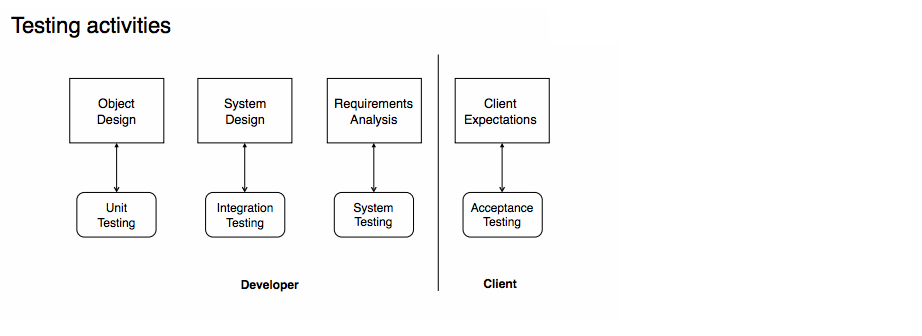 Testing activities
Object
Design
System
Design
Requirements
Analysis
Client
Expectations
Unit
Testing
Integration
Testing
System
Testing
Acceptance
Testing
Developer
Client